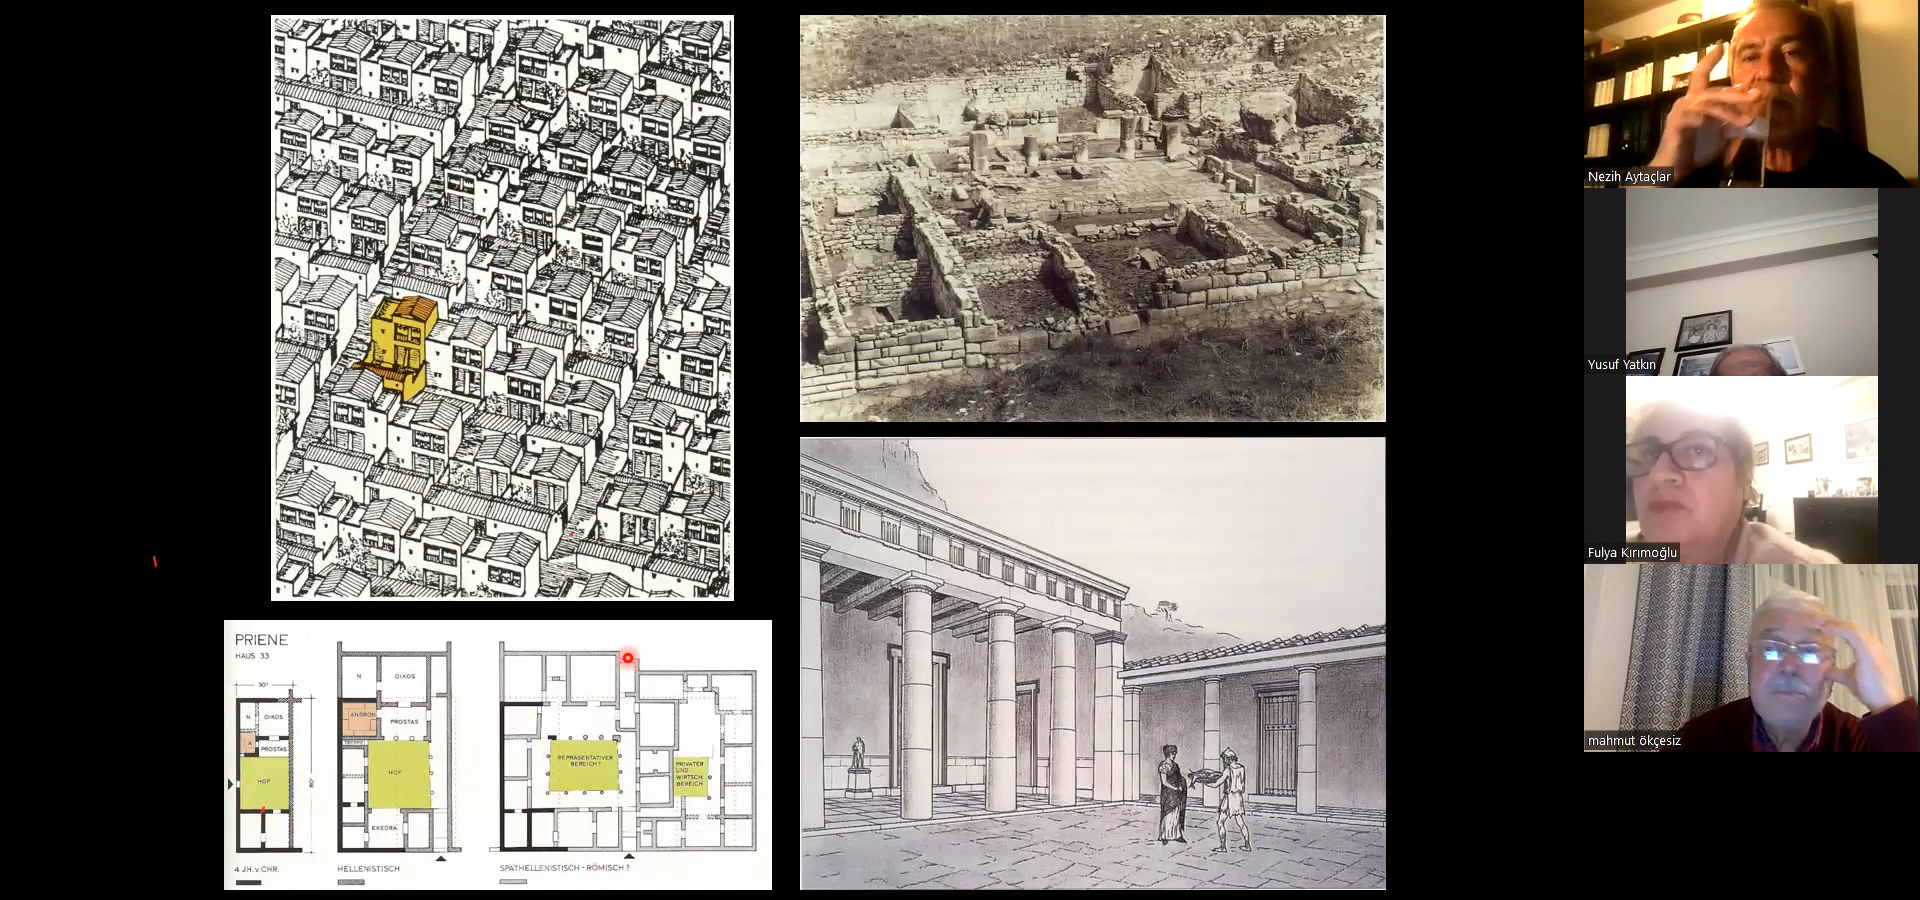 PRIENE
HAUS 33
30'
N
OIKOS
A
PROSTAS
HOF
80'
4 JH. v. CHR.
N
OIKOS
ANDRON
PROSTAS
TREPPE
HOF
EXEDRA
HELLENISTISCH
REPRÄSENTATIVER
BEREICH?
PRIVATER
UND
WIRTSCH.
BEREICH
SPÄTHELLENISTISCH - RÖMISCH ?
Nezih Aytaçlar
Yusuf Yatkın
Fulya Kırımoğlu
mahmut ökçesiz